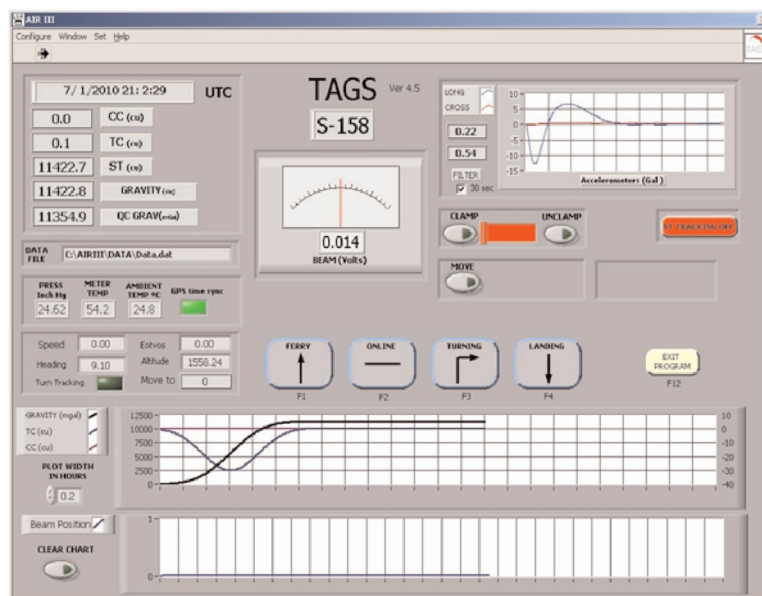 AIR III
Configure Window Set Help
TAGS
7/ 1/2010 21: 2:29 UTC
0.0 CC (cu)
0.1 TC (cu)
11422.7 ST (cu)
11422.8 GRAVITY
11354.9 QC GRAV
DATA FILE C:\AIRIII\DATA\Data.dat
PRESS Inch Hg
24.62
METER TEMP
54.2
AMBIENT TEMP ºC
24.8
GPS time sync
Speed 0.00 Eotvos 0.00
Heading 9.10 Altitude 1558.24
Turn Tracking Move to 0
TAGS Ver 4.5
S-158
0.014
BEAM (Volts)
LONG
CROSS
0.22
0.54
FILTER
30 sec
10
5
0
-5
-10
-15
Accelerometers (Gal )
CLAMP UNCLAMP
ST TRACKING OFF
MOVE
FERRY
F1
ONLINE
F2
TURNING
F3
LANDING
F4
EXIT PROGRAM
F12
GRAVITY (mgal)
TC (cu)
CC (cu)
PLOT WIDTH
IN HOURS
0.2
12500
10000
7500
5000
2500
0
10
0
-10
-20
-30
-40
Beam Position
CLEAR CHART
1
0